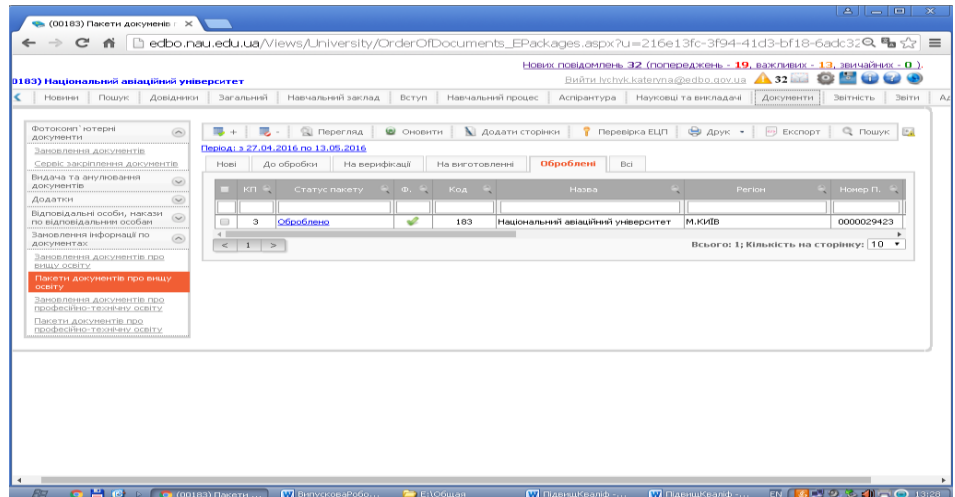 (00183) Пакети документів
edbo.nau.edu.ua/Views/University/OrderOfDocuments_EPackages.aspx?u=216e13fc-3f94-41d3-bf18-6adc32
Нових повідомлень 32 (попереджень - 19, важливих - 13, звичайних - 0 ).
0183) Національний авіаційний університет
Вийти lvchyk.kateryna@edbo.gov.ua 32
Новини Пошук Довідники Загальний Навчальний заклад Вступ Навчальний процес Аспірантура Науковці та викладачі Документи Звітність Звіти Ад
Фотокомп`ютерні документи
Замовлення документів
Сервіс закріплення документів
Видача та анулювання документів
Додатки
Відповідальні особи, накази по відповідальним особам
Замовлення інформації по документах
Замовлення документів про вищу освіту
Пакети документів про вищу освіту
Замовлення документів про професійно-технічну освіту
Пакети документів про професійно-технічну освіту
+ - Перегляд Оновити Додати сторінки Перевірка ЕЦП Друк Експорт Пошук
Період: з 27.04.2016 по 13.05.2016
Нові До обробки На верифікації На виготовленні Оброблені Всі
КП Статус пакету Ф. Код Назва Регіон Номер П.
3 Оброблено 183 Національний авіаційний університет М.КИЇВ 0000029423
< 1 >
Всього: 1; Кількість на сторінку: 10
(00183) Пакети ... ВипусковаРобо... E:\Общая ПідвищКваліф -... ПідвищКваліф -... EN 13:28